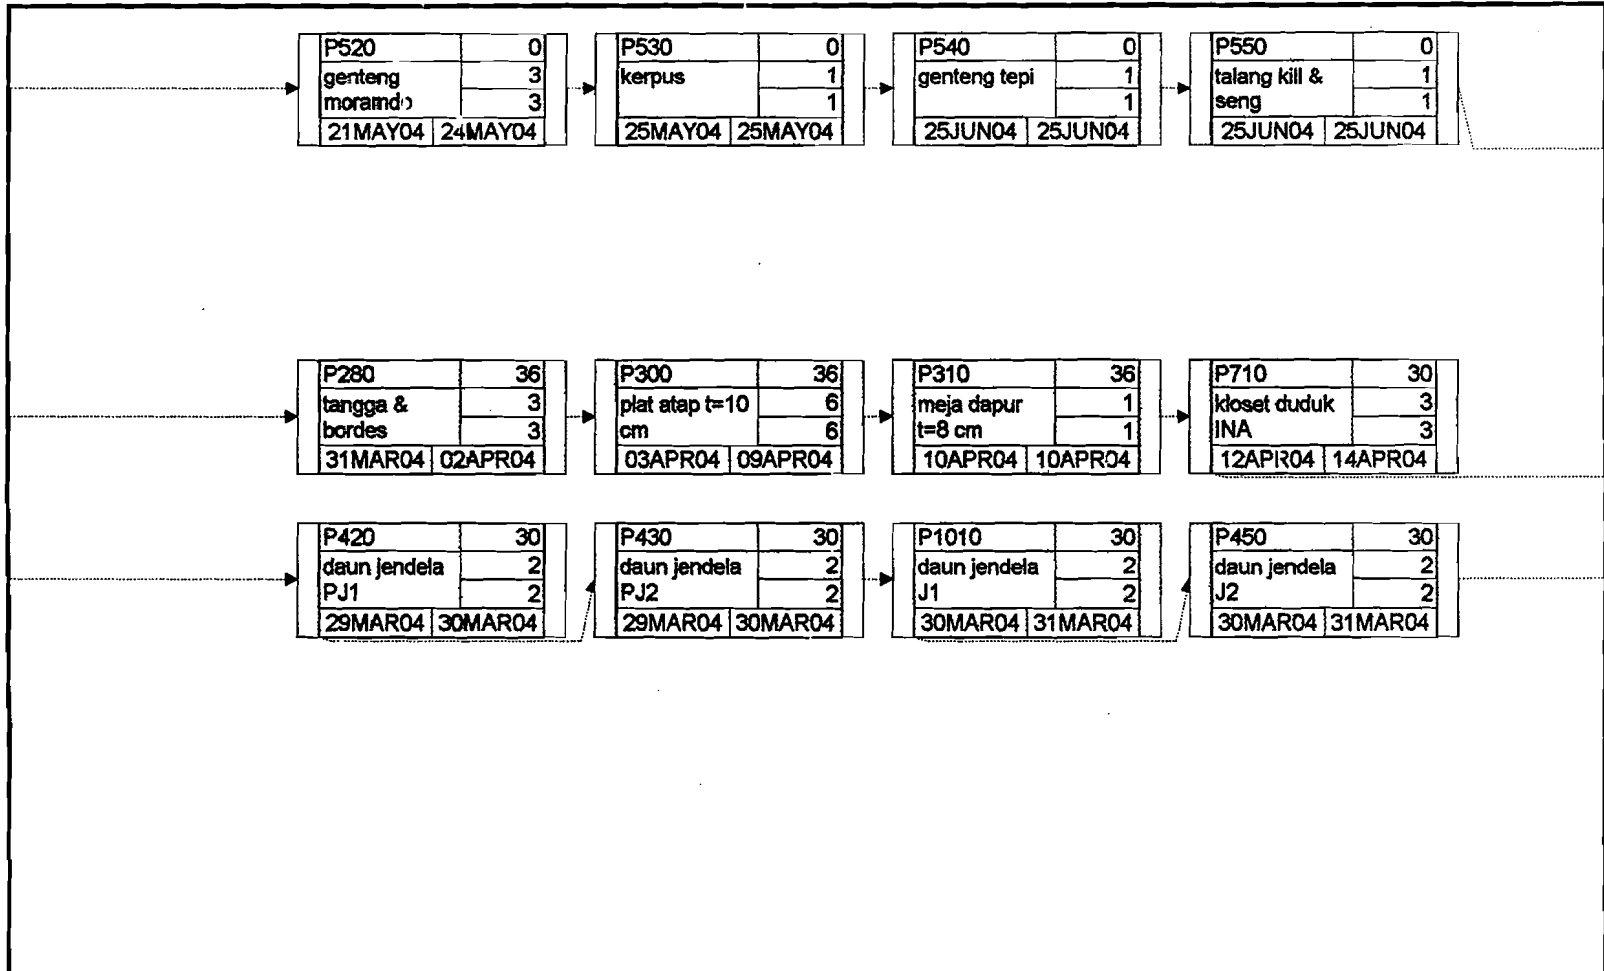 P520 0
genteng 3
moraindo 3
21MAY04 24MAY04
P530 0
kerpus 1
1
25MAY04 25MAY04
P540 0
genteng tepi 1
1
25JUN04 25JUN04
P550 0
talang kill & 1
seng 1
25JUN04 25JUN04
P280 36
tangga & 3
bordes 3
31MAR04 02APR04
P300 36
plat atap t=10 6
cm 6
03APR04 09APR04
P310 36
meja dapur 1
t=8 cm 1
10APR04 10APR04
P710 30
kloset duduk 3
INA 3
12APR04 14APR04
P420 30
daun jendela 2
PJ1 2
29MAR04 30MAR04
P430 30
daun jendela 2
PJ2 2
29MAR04 30MAR04
P1010 30
daun jendela 2
J1 2
30MAR04 31MAR04
P450 30
daun jendela 2
J2 2
30MAR04 31MAR04